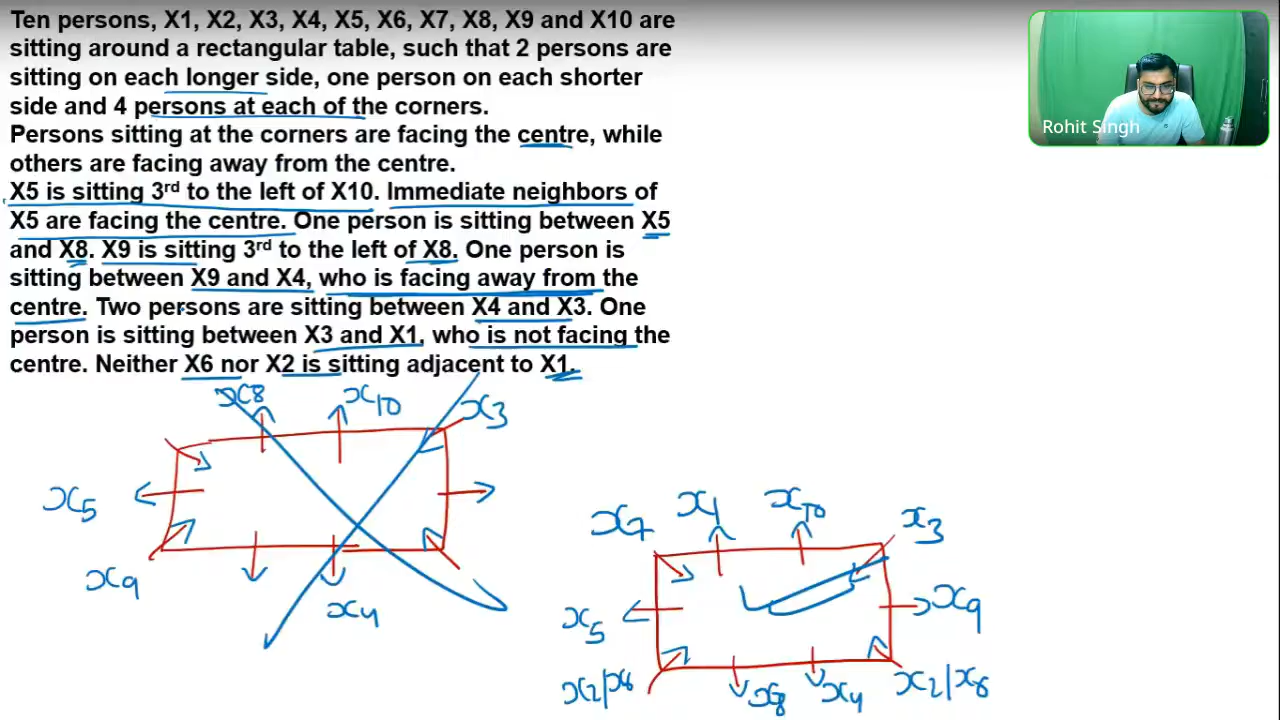 Ten persons, X1, X2, X3, X4, X5, X6, X7, X8, X9 and X10 are
sitting around a rectangular table, such that 2 persons are
sitting on each longer side, one person on each shorter
side and 4 persons at each of the corners.
Persons sitting at the corners are facing the centre, while
others are facing away from the centre.
X5 is sitting 3rd to the left of X10. Immediate neighbors of
X5 are facing the centre. One person is sitting between X5
and X8. X9 is sitting 3rd to the left of X8. One person is
sitting between X9 and X4, who is facing away from the
centre. Two persons are sitting between X4 and X3. One
person is sitting between X3 and X1, who is not facing the
centre. Neither X6 nor X2 is sitting adjacent to X1.
Rohit Singh
x8 x10 x3
x5
x9 x4
x7 x1 x10 x3
x5 x9
x2/x6 x8 x4 x2/x6